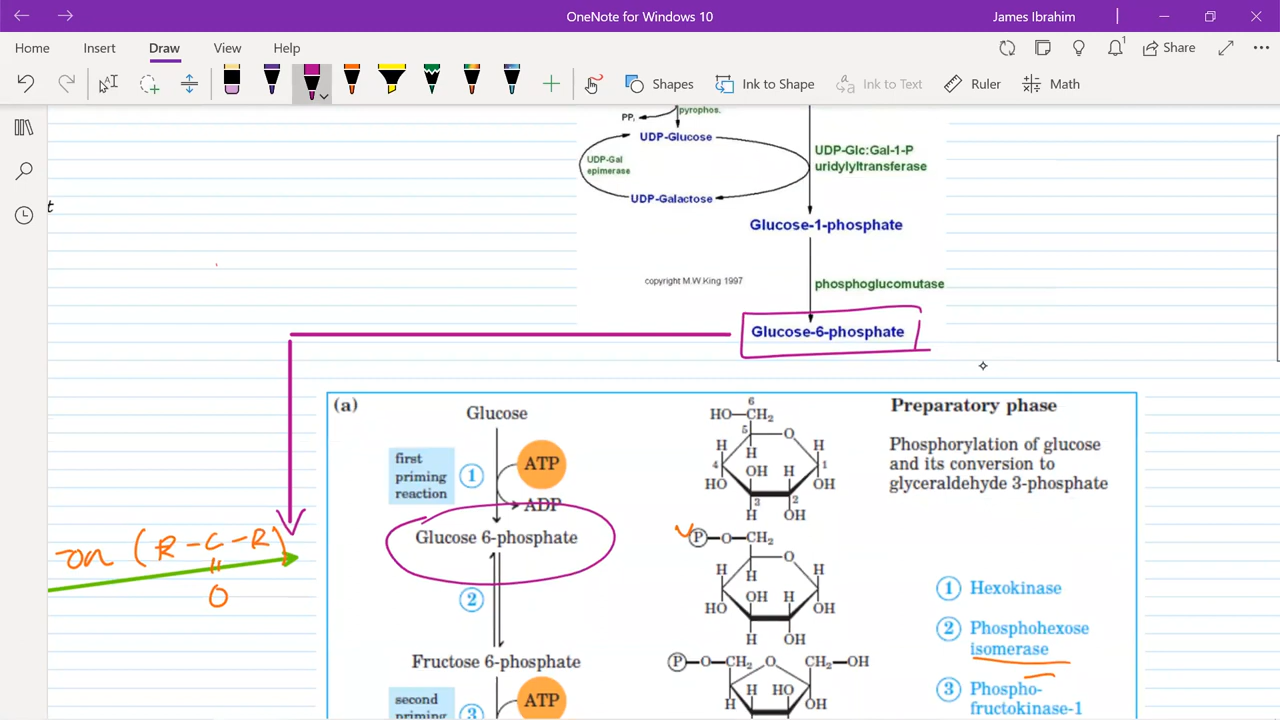 OneNote for Windows 10
James Ibrahim
Home
Insert
Draw
View
Help
1
Share
Shapes
Ink to Shape
Ink to Text
Ruler
Math
t
PPi
pyrophos.
UDP-Glucose
UDP-Gal
epimerase
UDP-Galactose
UDP-Glc:Gal-1-P
uridylyltransferase
Glucose-1-phosphate
copyright M.W.King 1997
phosphoglucomutase
Glucose-6-phosphate
(a)
Glucose
first
priming
reaction
1
ATP
ADP
Glucose 6-phosphate
2
Fructose 6-phosphate
second
priming
3
ATP
on (R-C-R)
O
6
HO—CH2
5
O
H
H
H
4
OH
H
1
HO
OH
3
2
H
OH
P—O—CH2
O
H
H
H
OH
H
HO
OH
H
OH
P—O—CH2
O
CH2—OH
H
HO
H
OH
Preparatory phase
Phosphorylation of glucose
and its conversion to
glyceraldehyde 3-phosphate
1 Hexokinase
2 Phosphohexose
isomerase
3 Phospho-
fructokinase-1